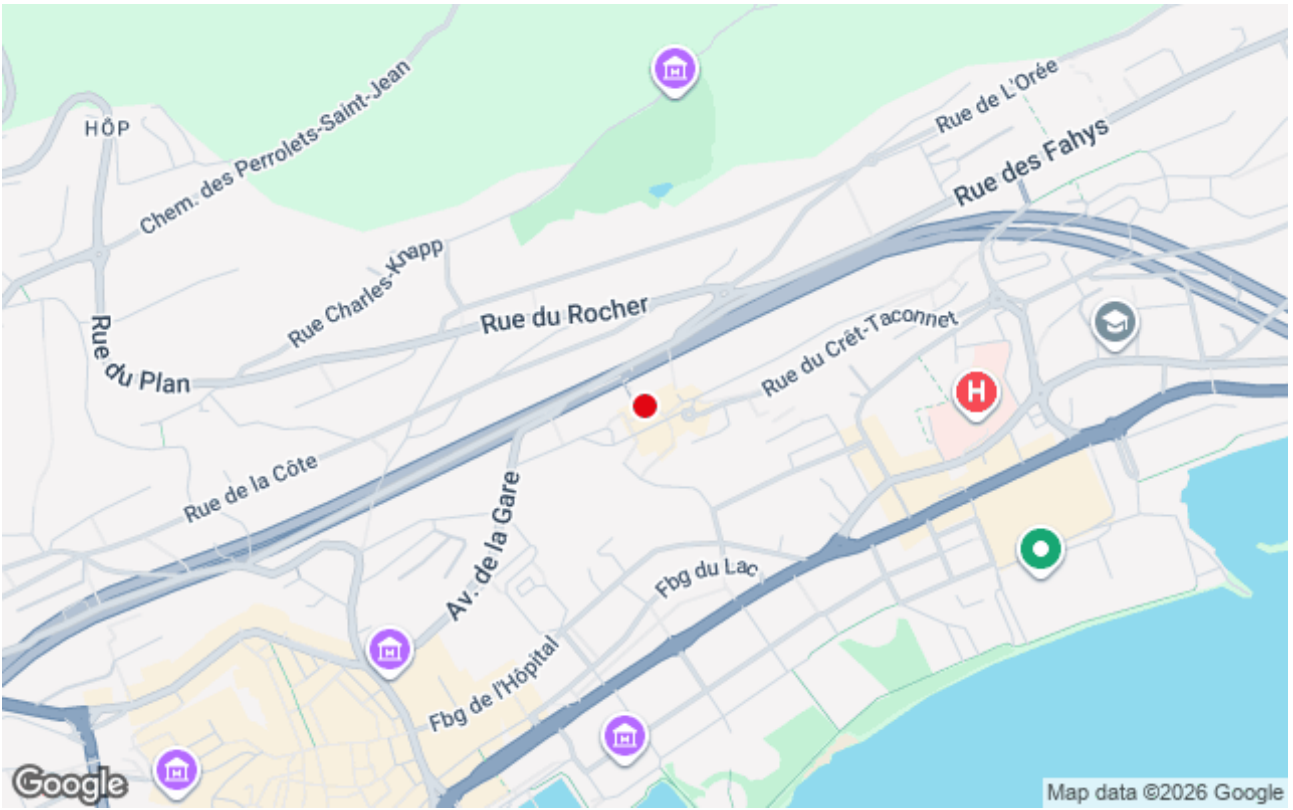 HÔP
Chem. des Perrolets-Saint-Jean
Rue de L'Orée
Rue des Fahys
Rue Charles-Knapp
Rue du Rocher
Rue du Plan
Rue du Crêt-Taconnet
H
Rue de la Côte
Av. de la Gare
Fbg du Lac
Fbg de l'Hôpital
Google
Map data ©2026 Google